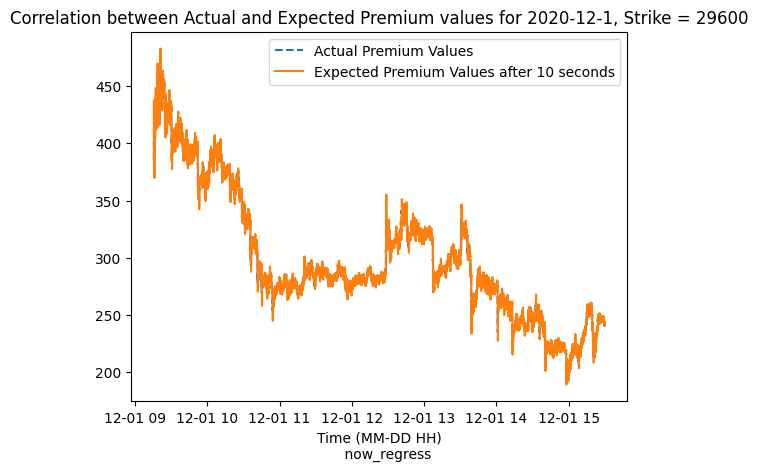 Correlation between Actual and Expected Premium values for 2020-12-1, Strike = 29600
Actual Premium Values
Expected Premium Values after 10 seconds
450
400
350
300
250
200
12-01 09 12-01 10 12-01 11 12-01 12 12-01 13 12-01 14 12-01 15
Time (MM-DD HH)
now_regress